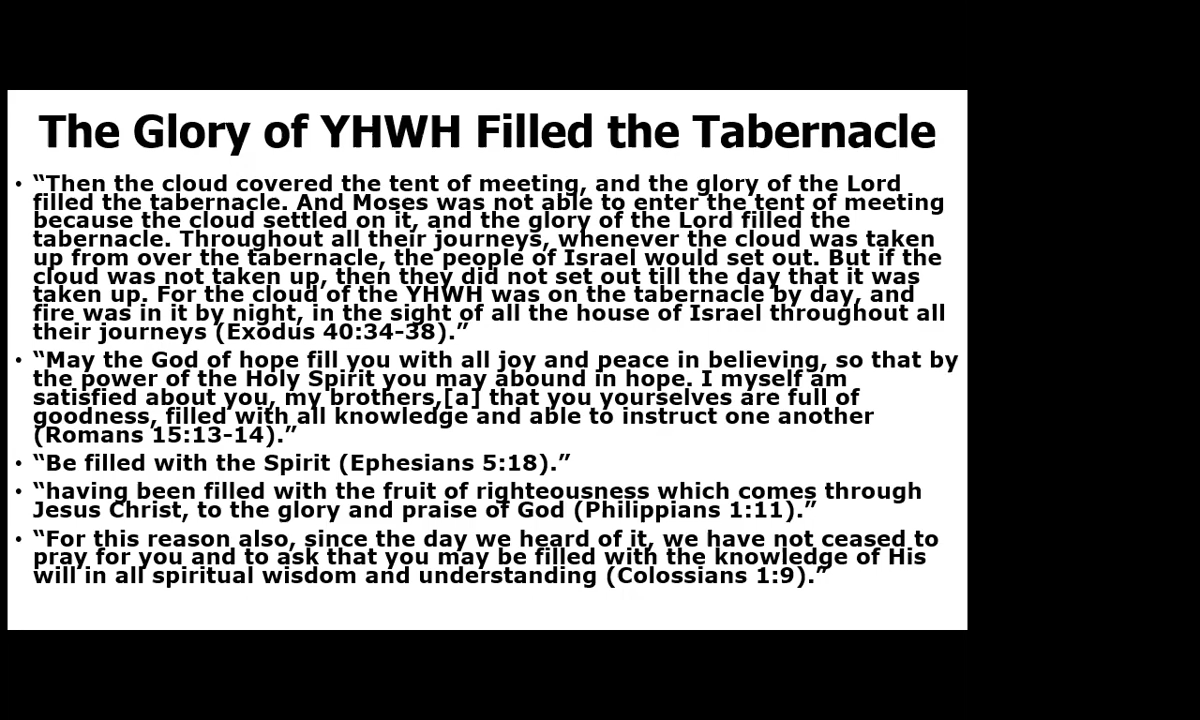 The Glory of YHWH Filled the Tabernacle
• “Then the cloud covered the tent of meeting, and the glory of the Lord
filled the tabernacle. And Moses was not able to enter the tent of meeting
because the cloud settled on it, and the glory of the Lord filled the
tabernacle. Throughout all their journeys, whenever the cloud was taken
up from over the tabernacle, the people of Israel would set out. But if the
cloud was not taken up, then they did not set out till the day that it was
taken up. For the cloud of the YHWH was on the tabernacle by day, and
fire was in it by night, in the sight of all the house of Israel throughout all
their journeys (Exodus 40:34-38).”
• “May the God of hope fill you with all joy and peace in believing, so that by
the power of the Holy Spirit you may abound in hope. I myself am
satisfied about you, my brothers,[a] that you yourselves are full of
goodness, filled with all knowledge and able to instruct one another
(Romans 15:13-14).”
• “Be filled with the Spirit (Ephesians 5:18).”
• “having been filled with the fruit of righteousness which comes through
Jesus Christ, to the glory and praise of God (Philippians 1:11).”
• “For this reason also, since the day we heard of it, we have not ceased to
pray for you and to ask that you may be filled with the knowledge of His
will in all spiritual wisdom and understanding (Colossians 1:9).”